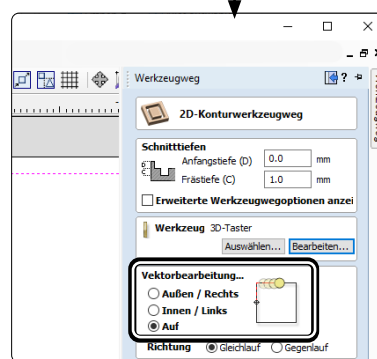 Werkzeugweg
?
2D-Konturwerkzeugweg
Schnitttiefen
Anfangstiefe (D) 0.0 mm
Frästiefe (C) 1.0 mm
Erweiterte Werkzeugwegoptionen anzei
Werkzeug 3D-Taster
Auswählen... Bearbeiten...
Vektorbearbeitung...
Außen / Rechts
Innen / Links
Auf
Richtung Gleichlauf Gegenlauf